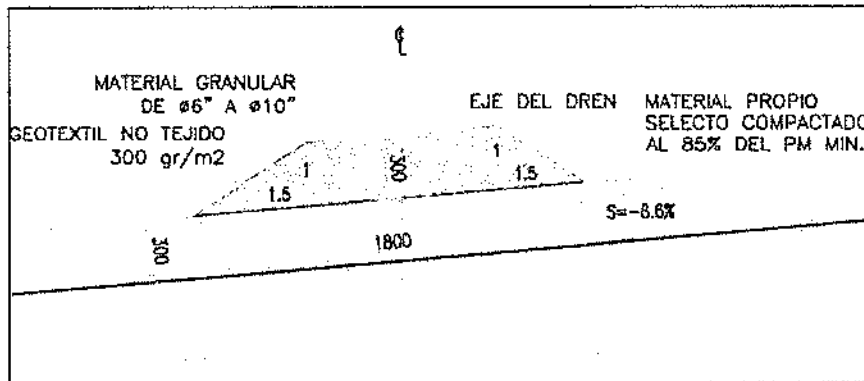 ℄
MATERIAL GRANULAR
DE ø6" A ø10"
GEOTEXTIL NO TEJIDO
300 gr/m2
EJE DEL DREN
MATERIAL PROPIO
SELECTO COMPACTADO
AL 85% DEL PM MIN.
1
1.5
300
1
1.5
S=-8.6%
300
1800